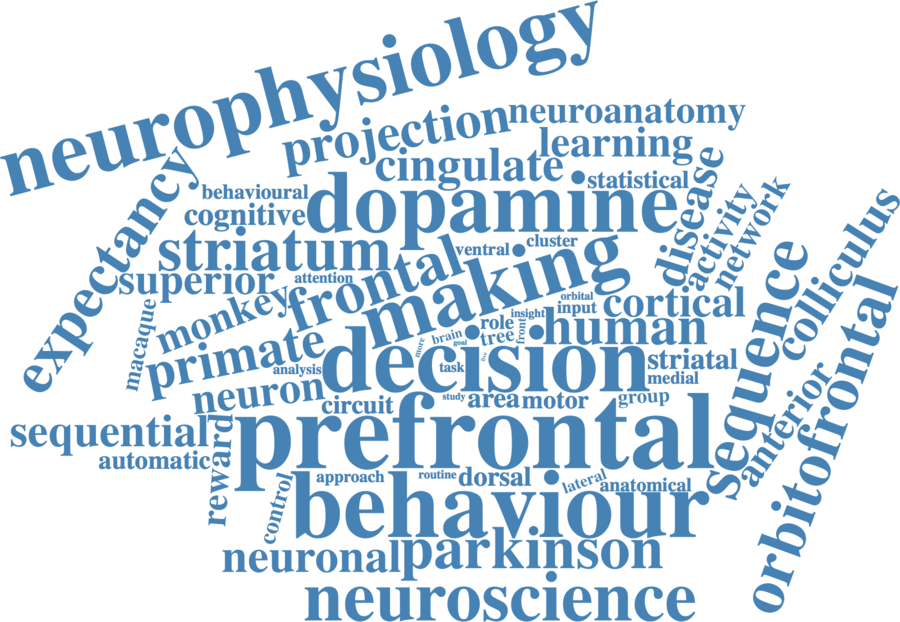 neurophysiology
neuroanatomy
projection
learning
cingulate
expectancy
behavioural
statistical
disease
cognitive
dopamine
activity
network
colliculus
striatum
ventral
cluster
superior
attention
frontal
making
sequence
orbital
input
cortical
monkey
macaque
insight
front
role
tree
human
brain
goal
more
primate
decision
five
striatal
analysis
task
medial
neuron
study
area
motor
group
circuit
anterior
orbitofrontal
sequential
reward
prefrontal
automatic
control
approach
routine
dorsal
lateral
anatomical
behaviour
neuronal
parkinson
neuroscience